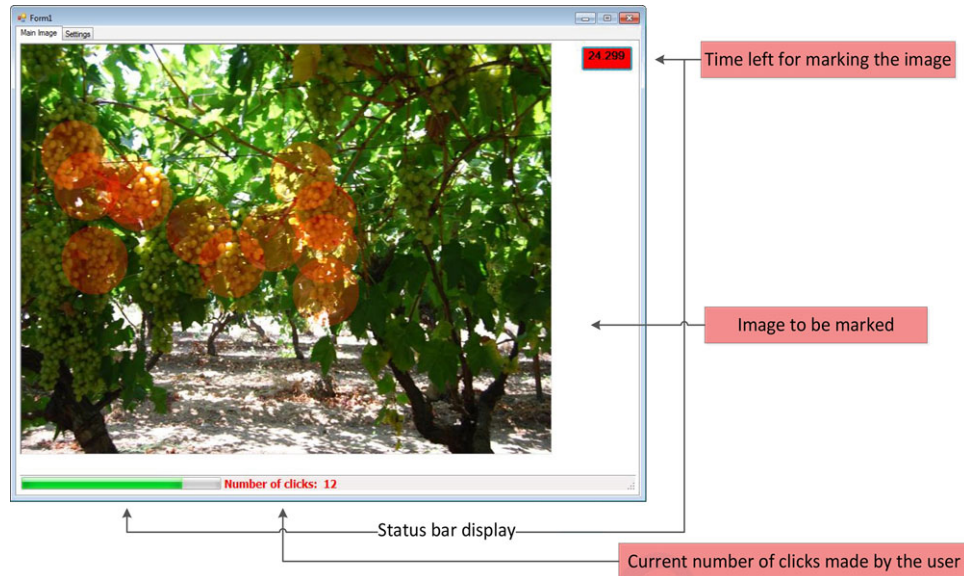 Form1
Main Image Settings
24.299
Time left for marking the image
Image to be marked
Number of clicks: 12
Status bar display
Current number of clicks made by the user